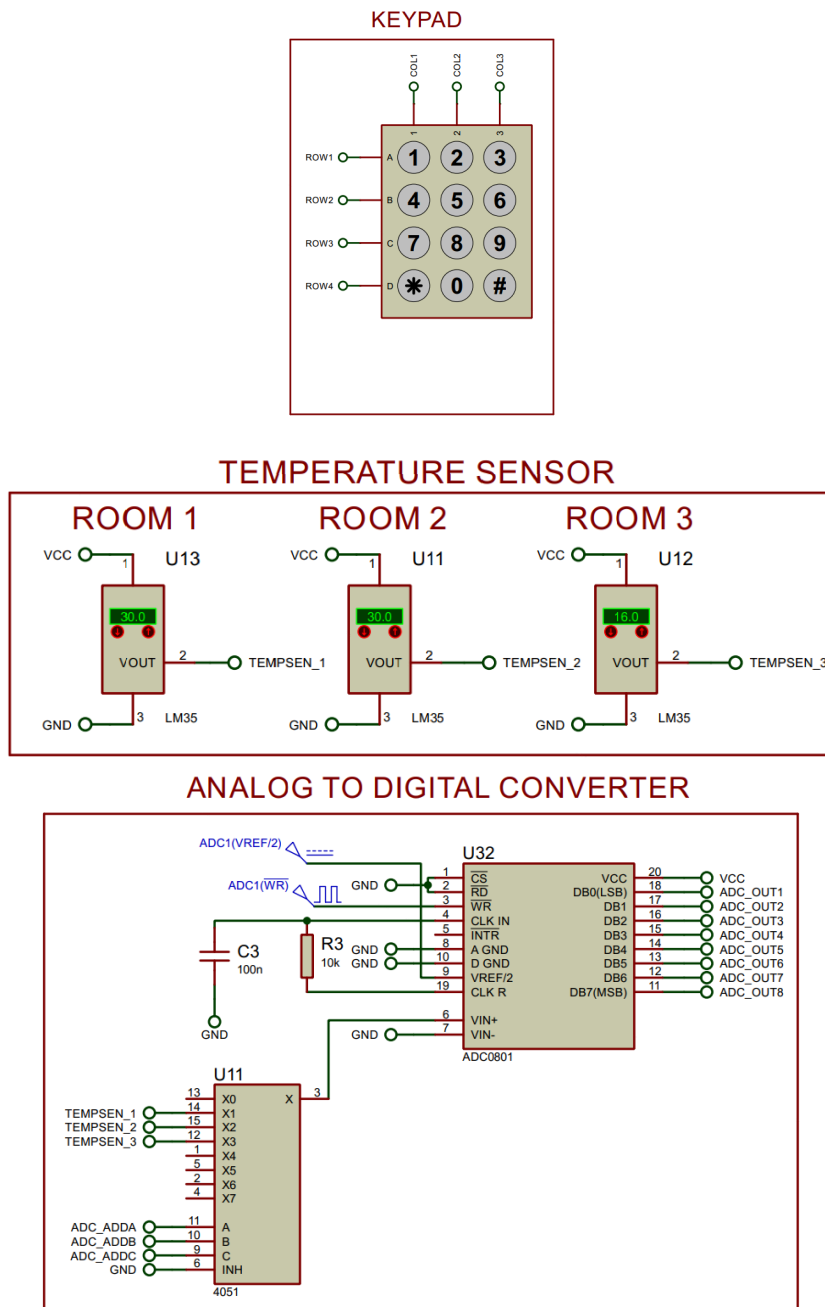 KEYPAD
COL1
COL2
COL3
1 2 3
ROW1 A 1 2 3
ROW2 B 4 5 6
ROW3 C 7 8 9
ROW4 D * 0 #
TEMPERATURE SENSOR
ROOM 1
VCC
1
U13
30.0
VOUT
2
TEMPSEN_1
GND
3
LM35
ROOM 2
VCC
1
U11
30.0
VOUT
2
TEMPSEN_2
GND
3
LM35
ROOM 3
VCC
1
U12
16.0
VOUT
2
TEMPSEN_3
GND
3
LM35
ANALOG TO DIGITAL CONVERTER
ADC1(VREF/2)
ADC1(WR)
GND
C3
100n
GND
R3
10k
GND
GND
GND
U32
1 CS VCC 20 VCC
2 RD DB0(LSB) 18 ADC_OUT1
3 WR DB1 17 ADC_OUT2
4 CLK IN DB2 16 ADC_OUT3
5 INTR DB3 15 ADC_OUT4
8 A GND DB4 14 ADC_OUT5
10 D GND DB5 13 ADC_OUT6
9 VREF/2 DB6 12 ADC_OUT7
19 CLK R DB7(MSB) 11 ADC_OUT8
6 VIN+
7 VIN-
ADC0801
U11
13 X0 X 3
TEMPSEN_1 14 X1
TEMPSEN_2 15 X2
TEMPSEN_3 12 X3
1 X4
5 X5
2 X6
4 X7
ADC_ADDA 11 A
ADC_ADDB 10 B
ADC_ADDC 9 C
GND 6 INH
4051